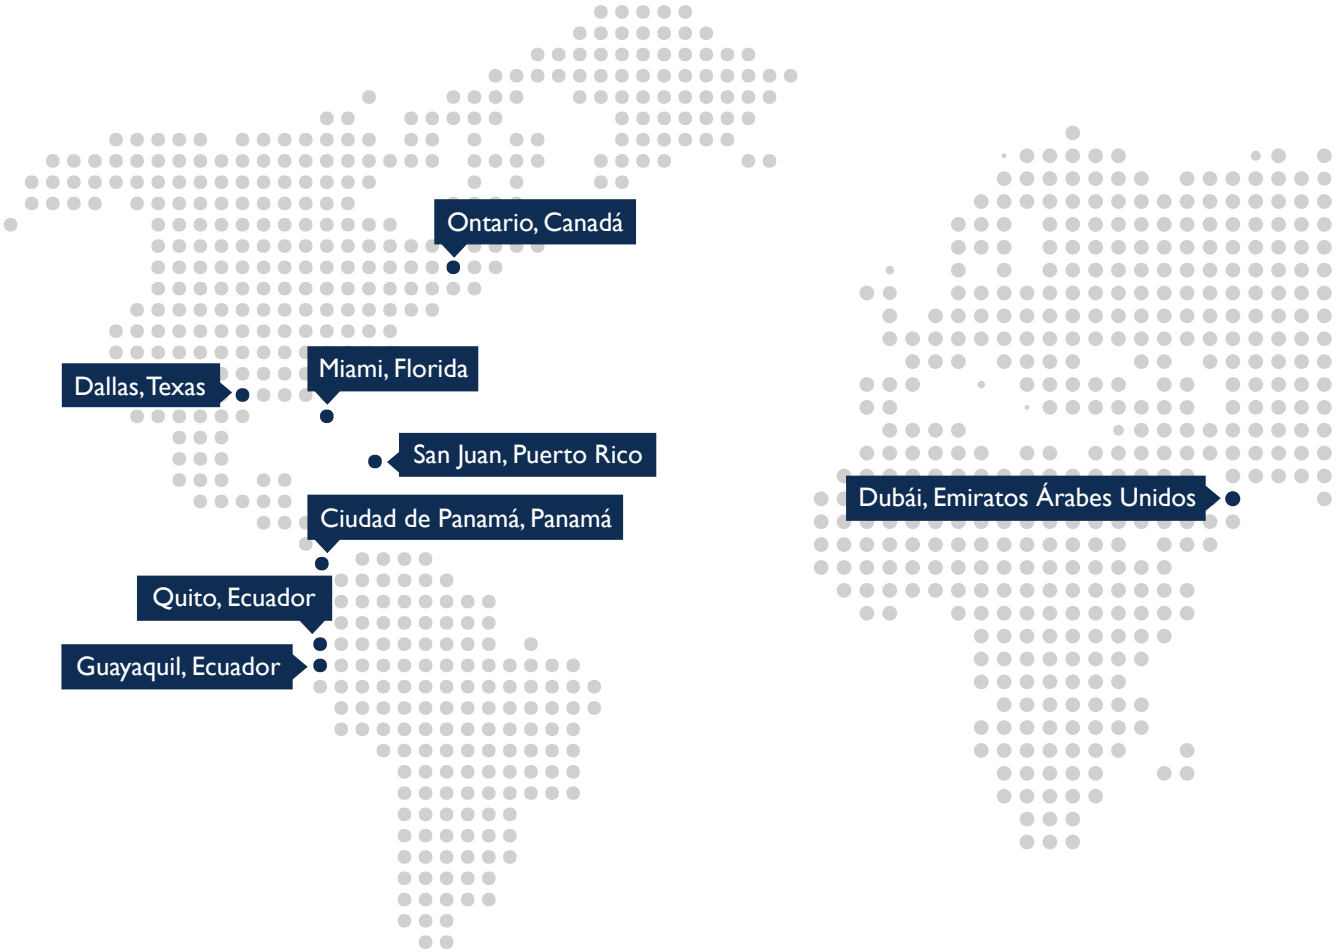 Ontario, Canadá
Miami, Florida
Dallas, Texas
San Juan, Puerto Rico
Dubái, Emiratos Árabes Unidos
Ciudad de Panamá, Panamá
Quito, Ecuador
Guayaquil, Ecuador